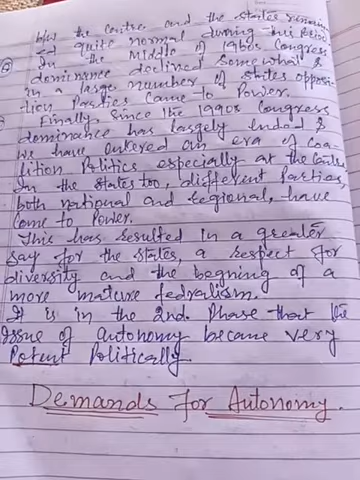 b/w the centre and the states remain
ed quite normal during this
In the Middle of 1960s Congress
dominance declined somewhat &
in a large number of states opposi-
tion Parties came to Power.
Finally, since the 1990s Congress
dominance has largely ended &
we have entered an era of coa-
lition Politics especially at the centre
In the states too, different Parties,
both national and regional, have
come to Power.
This has resulted in a greater
say for the states, a respect for
diversity and the begning of a
more mature fedralism.
It is in the 2nd Phase that the
issue of autonomy became very
Potent Politically.
Demands for Autonomy.